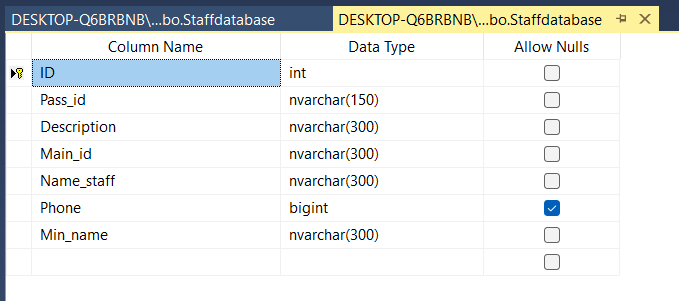 DESKTOP-Q6BRBNB\...bo.Staffdatabase DESKTOP-Q6BRBNB\...bo.Staffdatabase
Column Name Data Type Allow Nulls
ID int
Pass_id nvarchar(150)
Description nvarchar(300)
Main_id nvarchar(300)
Name_staff nvarchar(300)
Phone bigint
Min_name nvarchar(300)